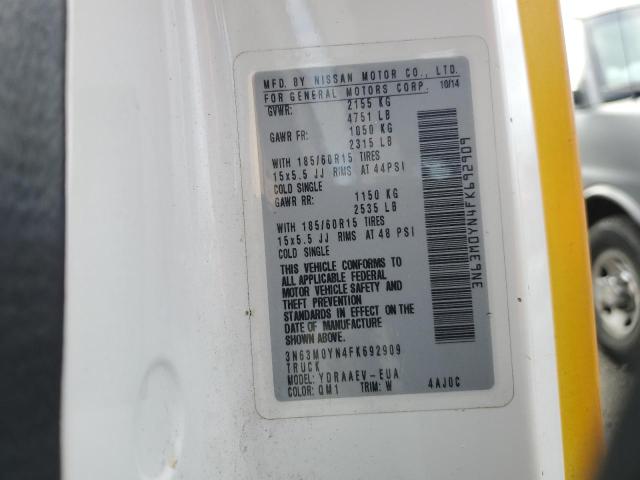 MFD. BY NISSAN MOTOR CO., LTD.
FOR GENERAL MOTORS CORP. 10/14
GVWR: 2155 KG
4751 LB
GAWR FR: 1050 KG
2315 LB
WITH 185/60R15 TIRES
15x5.5 JJ RIMS AT 44PSI
COLD SINGLE
GAWR RR: 1150 KG
2535 LB
WITH 185/60R15 TIRES
15x5.5 JJ RIMS AT 48 PSI
COLD SINGLE
THIS VEHICLE CONFORMS TO
ALL APPLICABLE FEDERAL
MOTOR VEHICLE SAFETY AND
THEFT PREVENTION
STANDARDS IN EFFECT ON THE
DATE OF MANUFACTURE SHOWN
ABOVE.
3N63M0YN4FK692909
TRUCK
MODEL: YDRAAEV-EUA
COLOR: QM1 TRIM: W 4AJ0C
3N63M0YN4FK692909